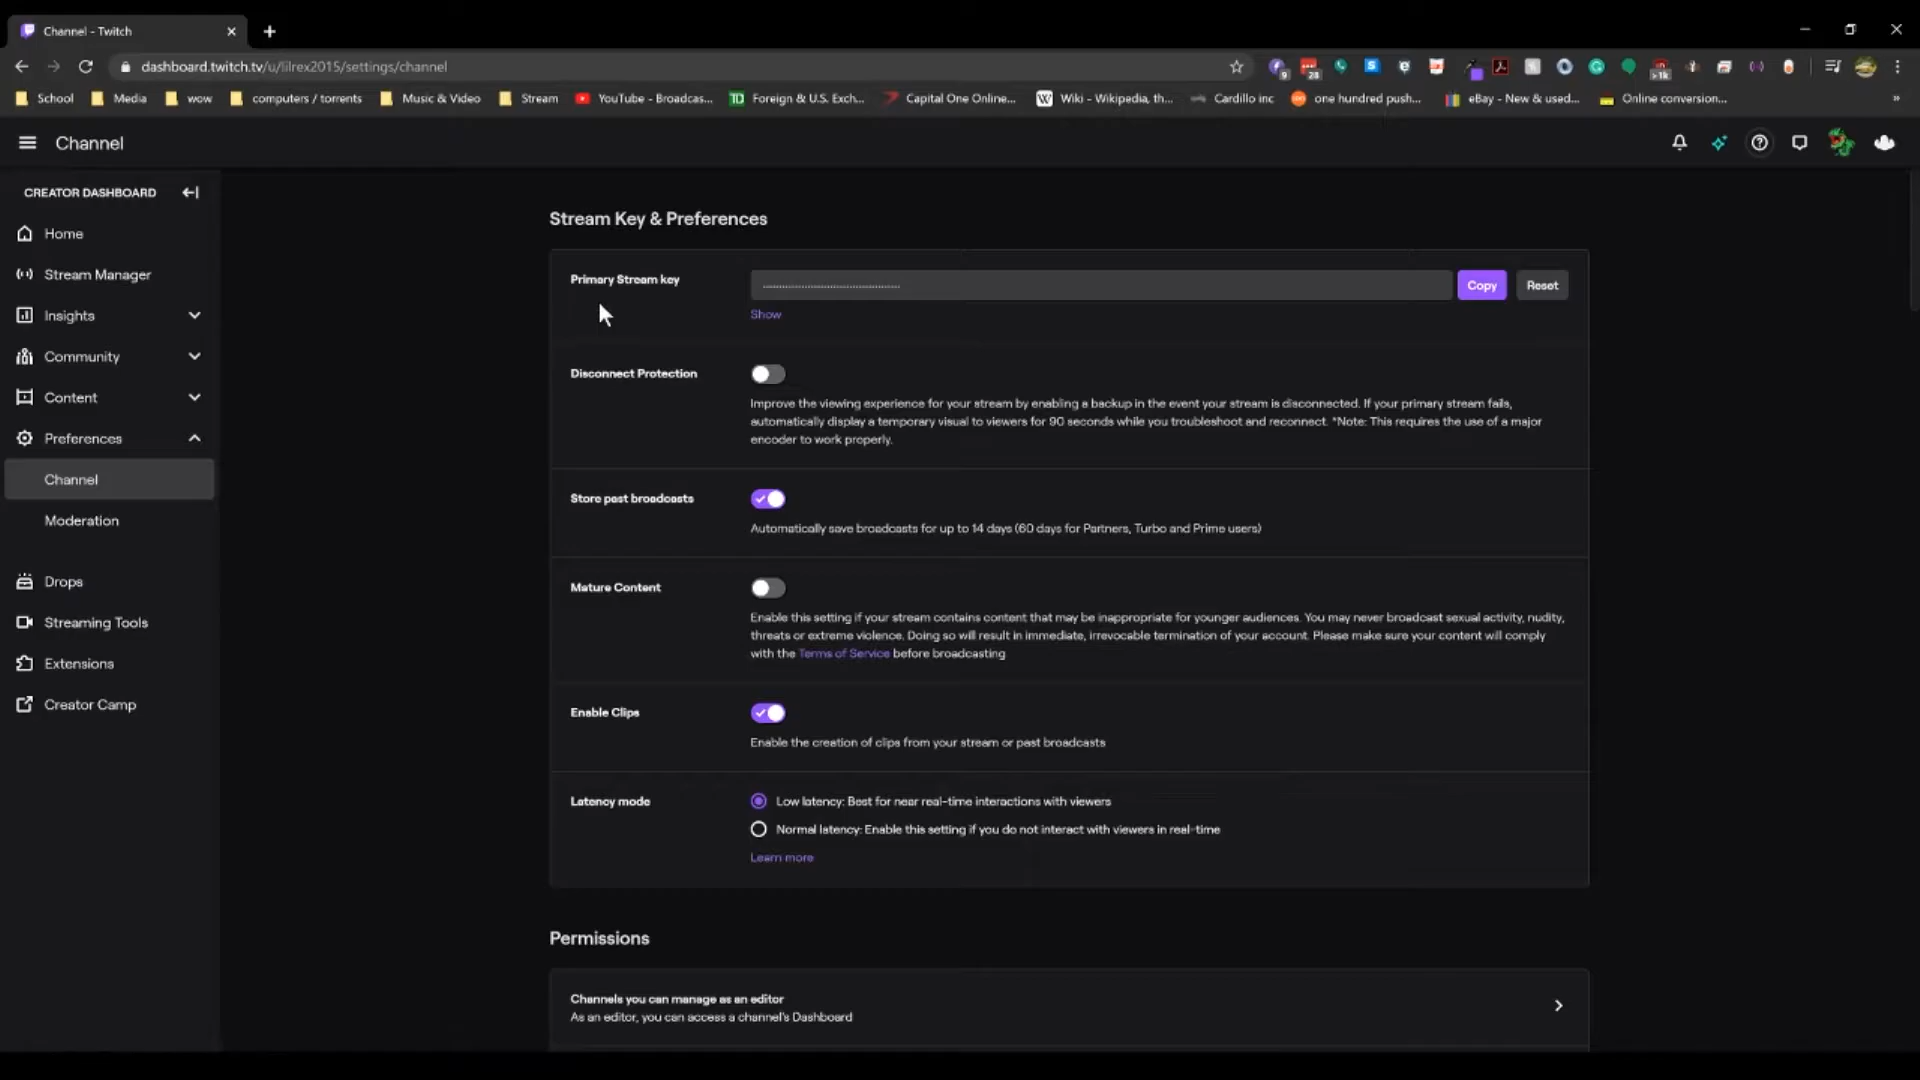 Channel - Twitch
dashboard.twitch.tv/u/lilrex2015/settings/channel
9
28
>1k
School
Media
wow
computers / torrents
Music & Video
Stream
YouTube - Broadcas...
Foreign & U.S. Exch...
Capital One Online...
Wiki - Wikipedia, th...
Cardillo inc
one hundred push...
eBay - New & used...
Online conversion...
»
Channel
CREATOR DASHBOARD
Home
Stream Manager
Insights
Community
Content
Preferences
Channel
Moderation
Drops
Streaming Tools
Extensions
Creator Camp
Stream Key & Preferences
Primary Stream key
Copy
Reset
Show
Disconnect Protection
Improve the viewing experience for your stream by enabling a backup in the event your stream is disconnected. If your primary stream fails,
automatically display a temporary visual to viewers for 90 seconds while you troubleshoot and reconnect. *Note: This requires the use of a major
encoder to work properly.
Store past broadcasts
Automatically save broadcasts for up to 14 days (60 days for Partners, Turbo and Prime users)
Mature Content
Enable this setting if your stream contains content that may be inappropriate for younger audiences. You may never broadcast sexual activity, nudity,
threats or extreme violence. Doing so will result in immediate, irrevocable termination of your account. Please make sure your content will comply
with the Terms of Service before broadcasting
Enable Clips
Enable the creation of clips from your stream or past broadcasts
Latency mode
Low latency: Best for near real-time interactions with viewers
Normal latency: Enable this setting if you do not interact with viewers in real-time
Learn more
Permissions
Channels you can manage as an editor
As an editor, you can access a channel's Dashboard